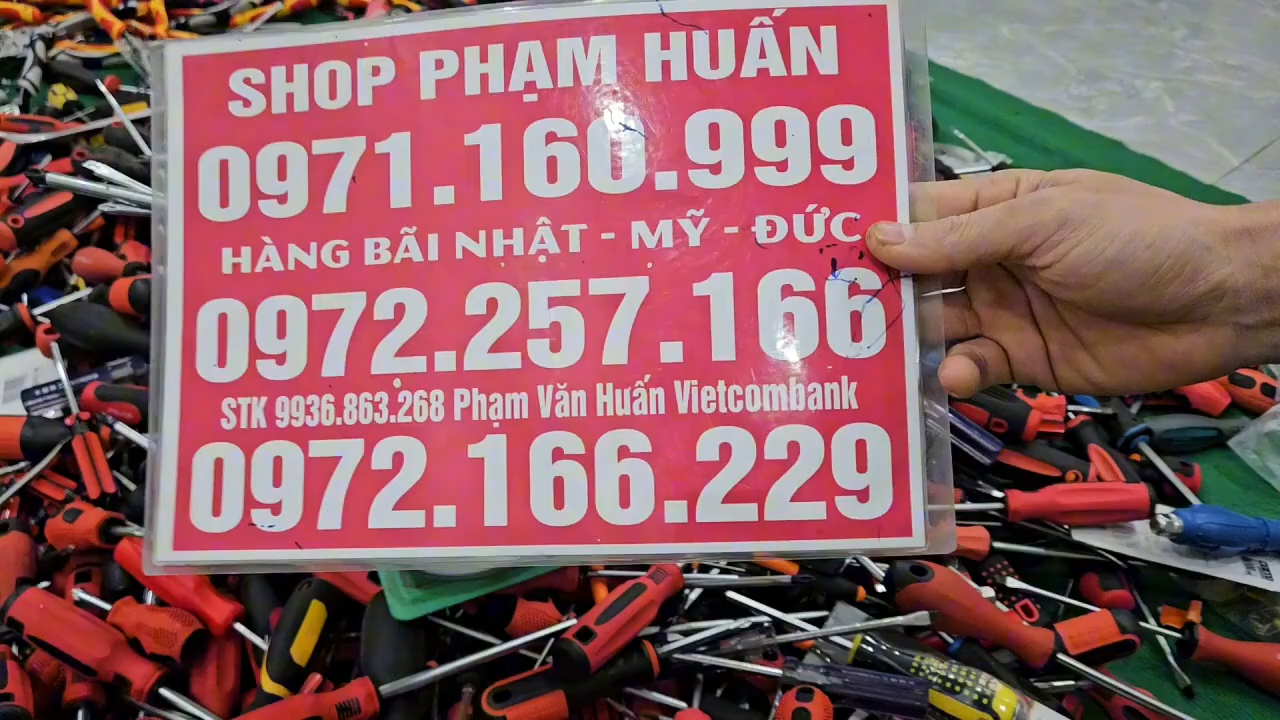 SHOP PHẠM HUẤN
0971.160.999
HÀNG BÃI NHẬT - MỸ - ĐỨC
0972.257.166
STK 9936.863.268 Phạm Văn Huấn Vietcombank
0972.166.229